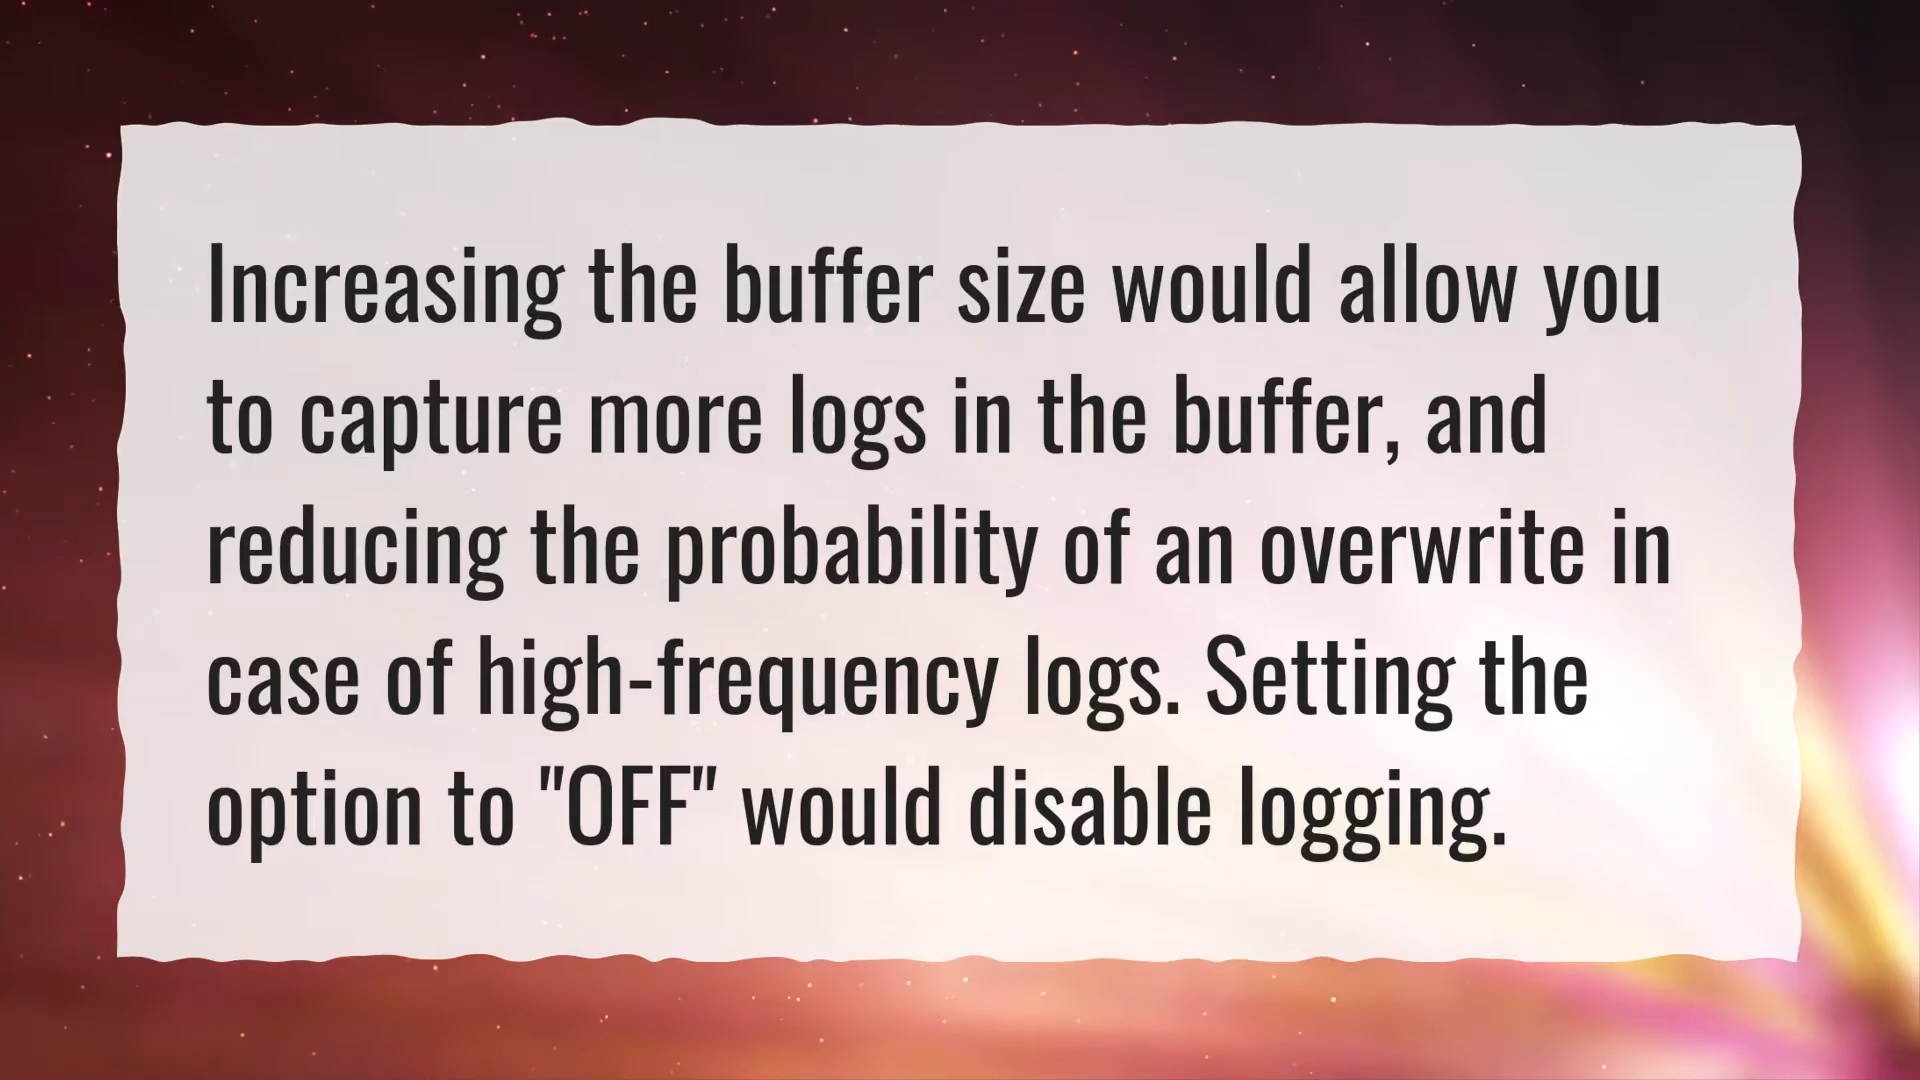 Increasing the buffer size would allow you
to capture more logs in the buffer, and
reducing the probability of an overwrite in
case of high-frequency logs. Setting the
option to "OFF" would disable logging.